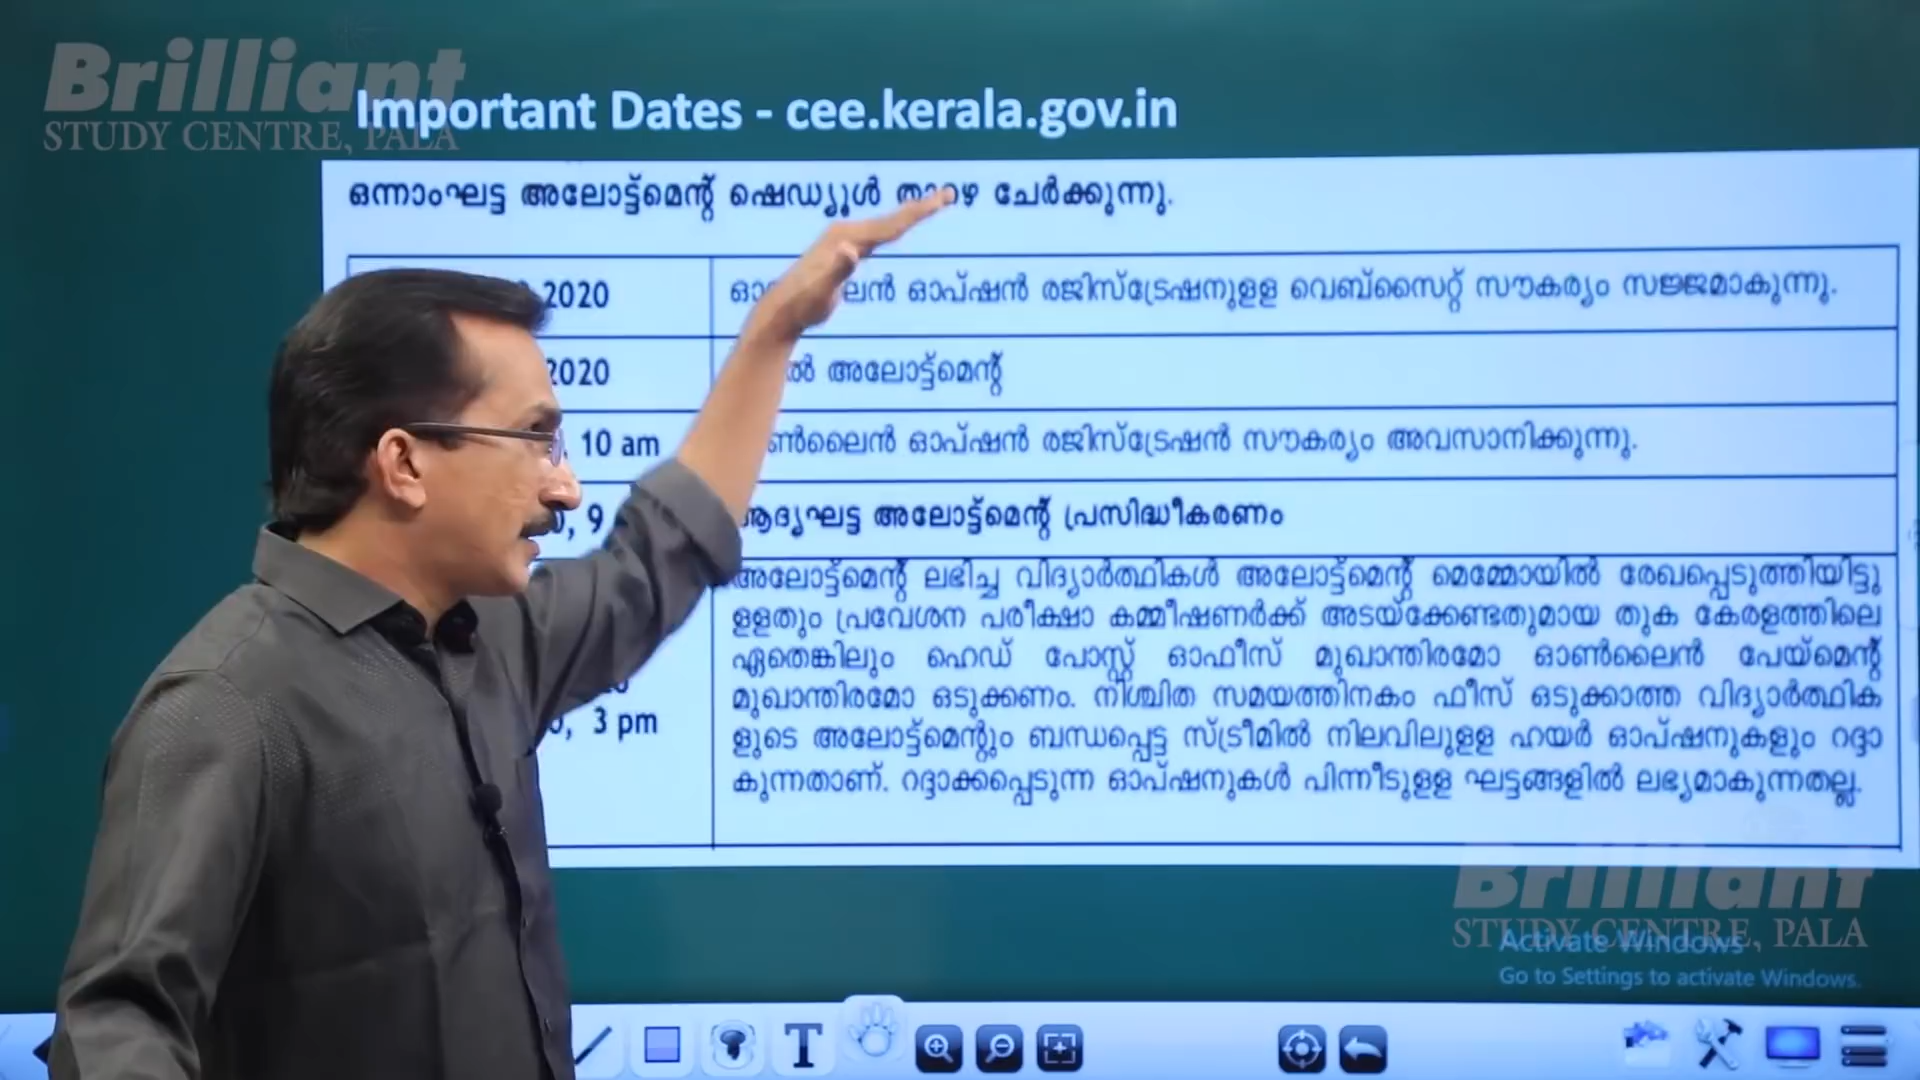 Brilliant
STUDY CENTRE, PALA
Important Dates - cee.kerala.gov.in
ഒന്നാംഘട്ട അലോട്ട്മെന്റ് ഷെഡ്യൂൾ താഴെ ചേർക്കുന്നു.
2020 ഓപ്ഷൻ രജിസ്ട്രേഷനുളള വെബ്സൈറ്റ് സൗകര്യം സജ്ജമാകുന്നു.
2020 അലോട്ട്മെന്റ്
10 am ഓപ്ഷൻ രജിസ്ട്രേഷൻ സൗകര്യം അവസാനിക്കുന്നു.
9 ആദ്യഘട്ട അലോട്ട്മെന്റ് പ്രസിദ്ധീകരണം
അലോട്ട്മെന്റ് ലഭിച്ച വിദ്യാർത്ഥികൾ അലോട്ട്മെന്റ് മെമ്മോയിൽ രേഖപ്പെടുത്തിയിട്ടു
ളളതും പ്രവേശന പരീക്ഷാ കമ്മീഷണർക്ക് അടയ്ക്കേണ്ടതുമായ തുക കേരളത്തിലെ
ഏതെങ്കിലും ഹെഡ് പോസ്റ്റ് ഓഫീസ് മുഖാന്തിരമോ ഓൺലൈൻ പേയ്മെന്റ്
മുഖാന്തിരമോ ഒടുക്കണം. നിശ്ചിത സമയത്തിനകം ഫീസ് ഒടുക്കാത്ത വിദ്യാർത്ഥിക
3 pm ളുടെ അലോട്ട്മെന്റും ബന്ധപ്പെട്ട സ്ട്രീമിൽ നിലവിലുളള ഹയർ ഓപ്ഷനുകളും റദ്ദാ
കുന്നതാണ്. റദ്ദാക്കപ്പെടുന്ന ഓപ്ഷനുകൾ പിന്നീടുളള ഘട്ടങ്ങളിൽ ലഭ്യമാകുന്നതല്ല.
Brilliant
STUDY CENTRE, PALA
Activate Windows
Go to Settings to activate Windows.
T